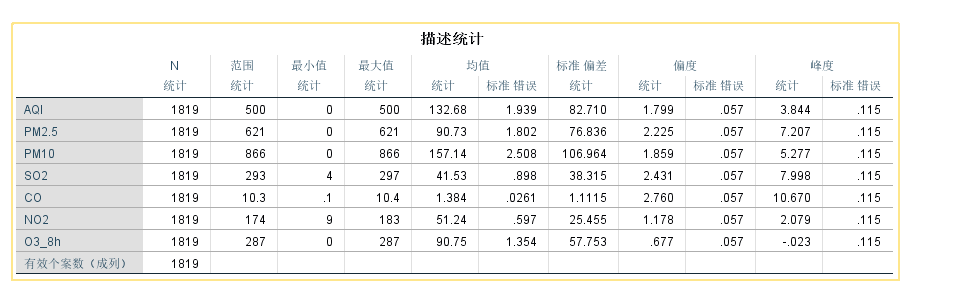 描述统计
N 范围 最小值 最大值 均值 标准 偏差 偏度 峰度
统计 统计 统计 统计 统计 标准 错误 统计 统计 标准 错误 统计 标准 错误
AQI 1819 500 0 500 132.68 1.939 82.710 1.799 .057 3.844 .115
PM2.5 1819 621 0 621 90.73 1.802 76.836 2.225 .057 7.207 .115
PM10 1819 866 0 866 157.14 2.508 106.964 1.859 .057 5.277 .115
SO2 1819 293 4 297 41.53 .898 38.315 2.431 .057 7.998 .115
CO 1819 10.3 .1 10.4 1.384 .0261 1.1115 2.760 .057 10.670 .115
NO2 1819 174 9 183 51.24 .597 25.455 1.178 .057 2.079 .115
O3_8h 1819 287 0 287 90.75 1.354 57.753 .677 .057 -.023 .115
有效个案数（成列） 1819